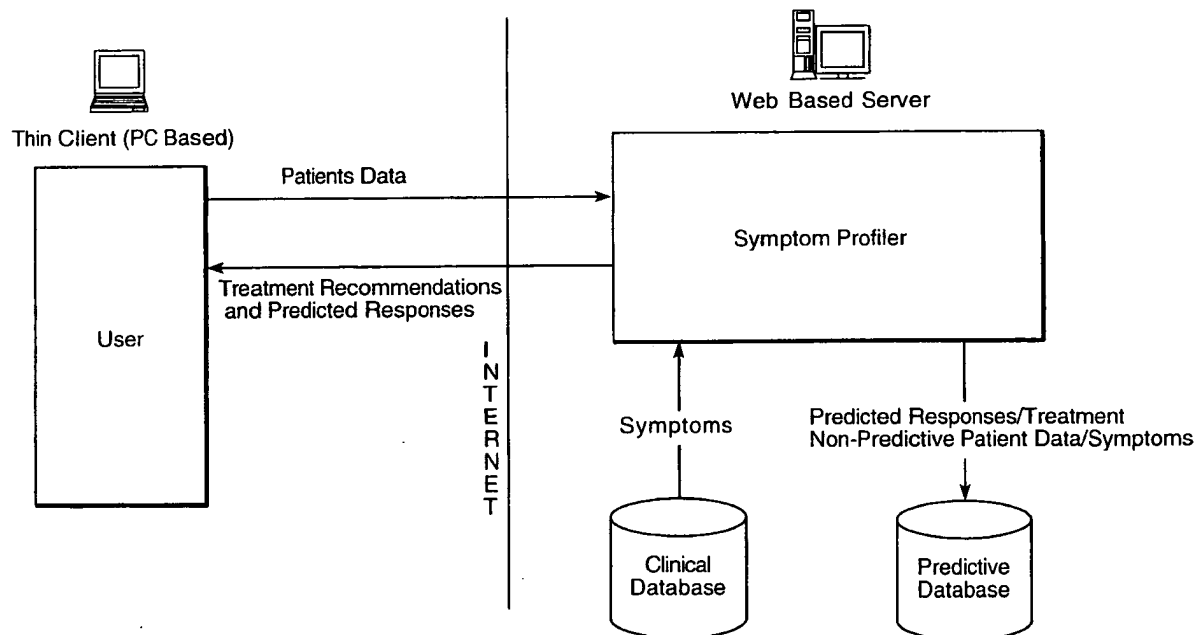 Web Based Server
Thin Client (PC Based)
Patients Data
Symptom Profiler
Treatment Recommendations
and Predicted Responses
User
INTERNET
Symptoms
Predicted Responses/Treatment
Non-Predictive Patient Data/Symptoms
Clinical
Database
Predictive
Database